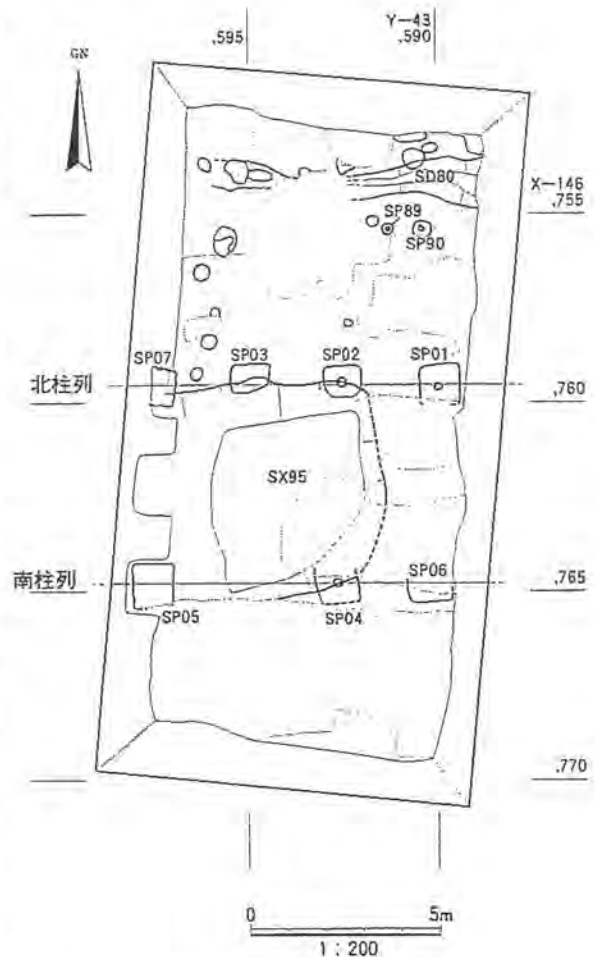 Y-43
.595
.590
GN
SD80
X-146
.755
SP89
SP90
SP07
SP03
SP02
SP01
北柱列
.760
SX95
南柱列
SP06
.765
SP05
SP04
.770
0
5m
1:200